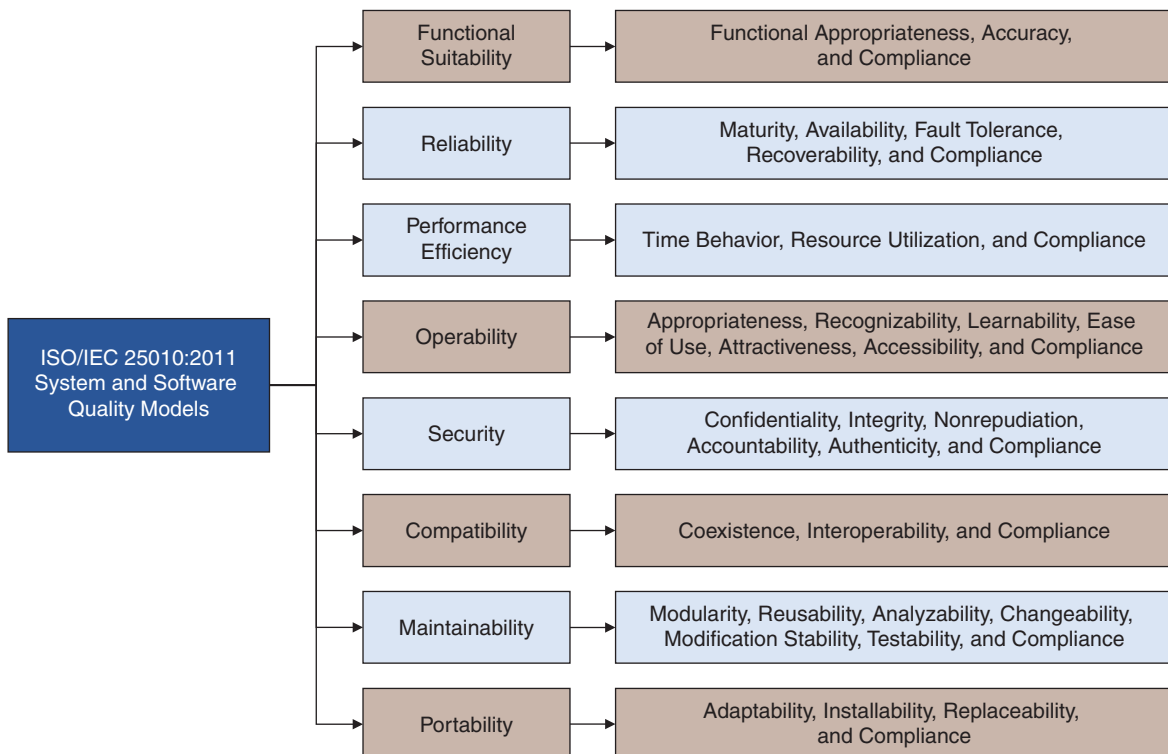 ISO/IEC 25010:2011
System and Software
Quality Models
Functional
Suitability
Functional Appropriateness, Accuracy,
and Compliance
Reliability
Maturity, Availability, Fault Tolerance,
Recoverability, and Compliance
Performance
Efficiency
Time Behavior, Resource Utilization, and Compliance
Operability
Appropriateness, Recognizability, Learnability, Ease
of Use, Attractiveness, Accessibility, and Compliance
Security
Confidentiality, Integrity, Nonrepudiation,
Accountability, Authenticity, and Compliance
Compatibility
Coexistence, Interoperability, and Compliance
Maintainability
Modularity, Reusability, Analyzability, Changeability,
Modification Stability, Testability, and Compliance
Portability
Adaptability, Installability, Replaceability,
and Compliance